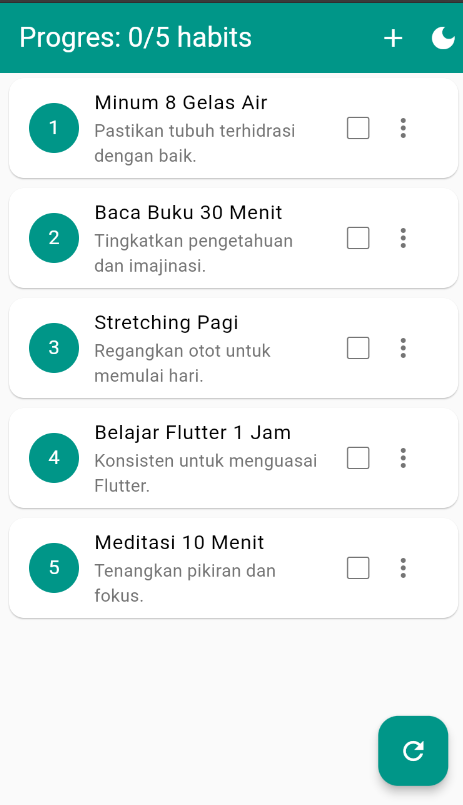 Progres: 0/5 habits
1
Minum 8 Gelas Air
Pastikan tubuh terhidrasi
dengan baik.
2
Baca Buku 30 Menit
Tingkatkan pengetahuan
dan imajinasi.
3
Stretching Pagi
Regangkan otot untuk
memulai hari.
4
Belajar Flutter 1 Jam
Konsisten untuk menguasai
Flutter.
5
Meditasi 10 Menit
Tenangkan pikiran dan
fokus.